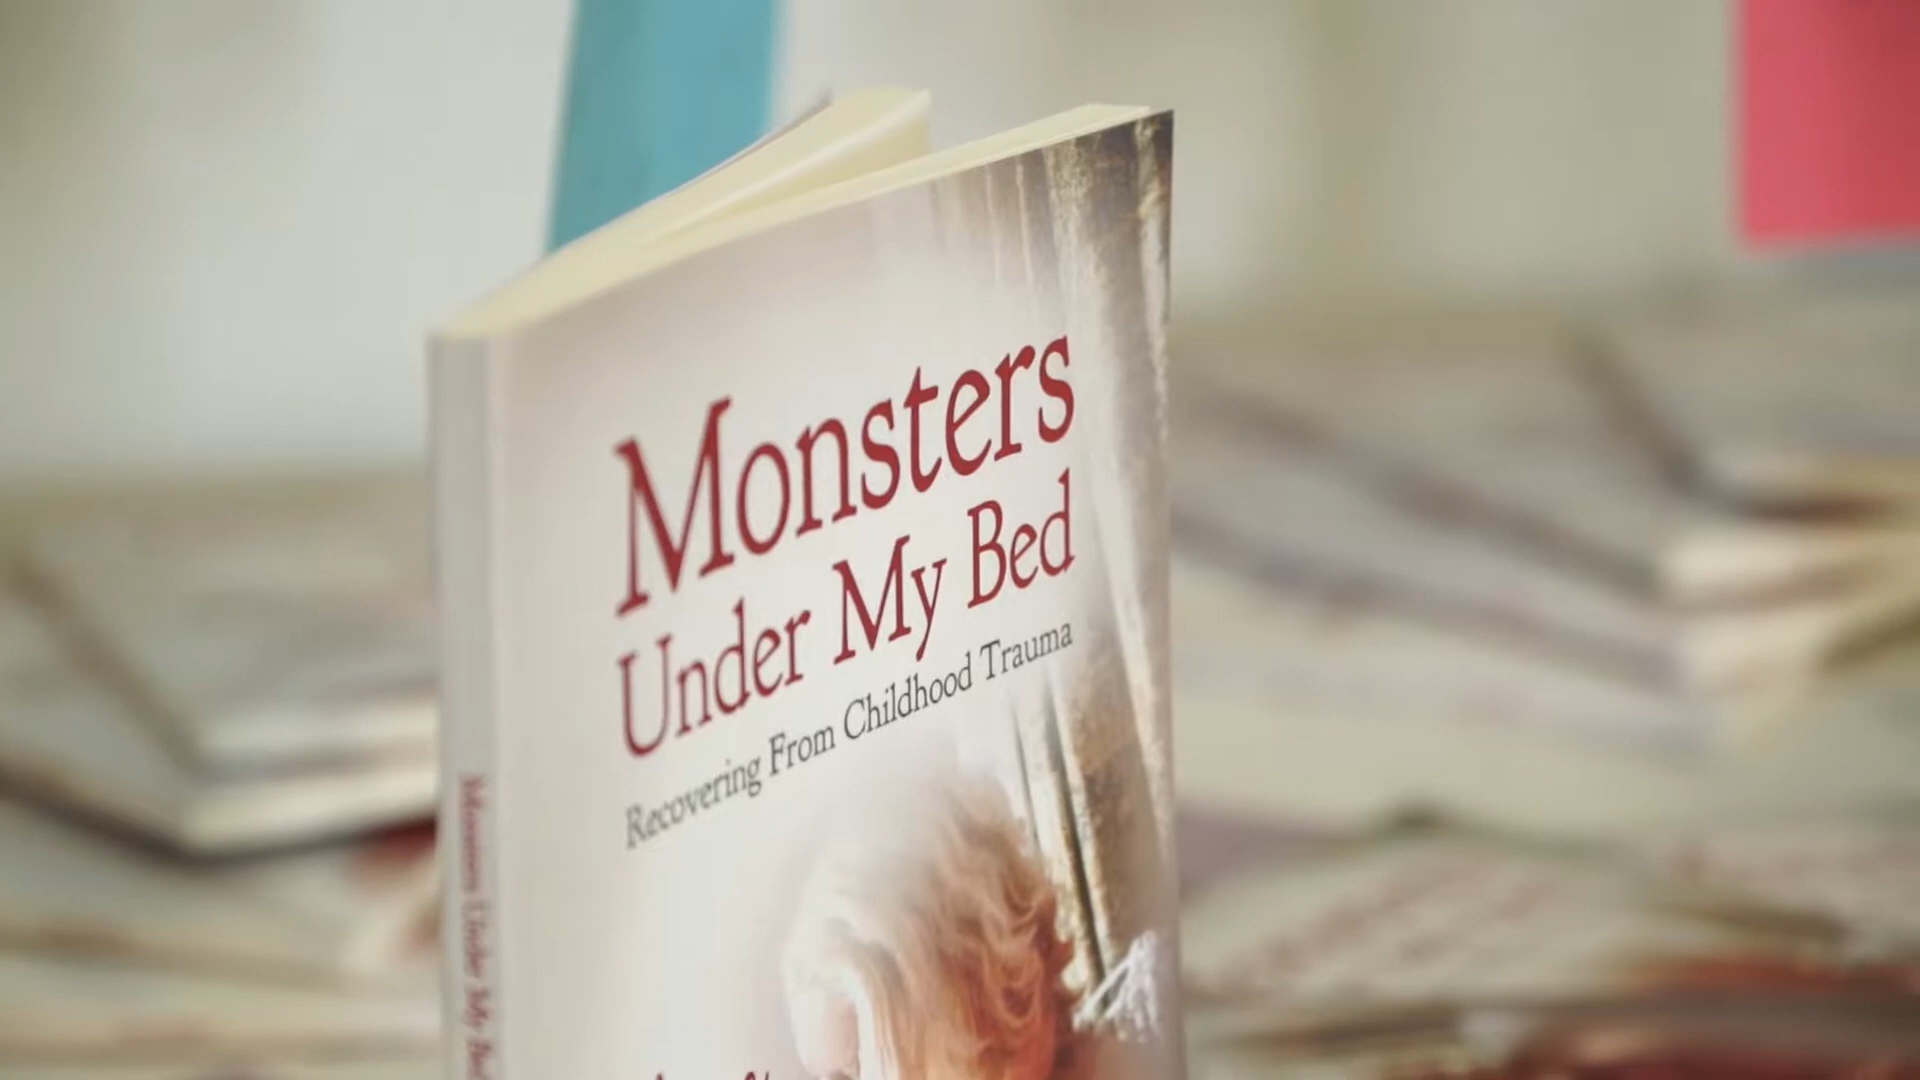 Monsters
Under My Bed
Recovering From Childhood Trauma
Monsters Under My Bed